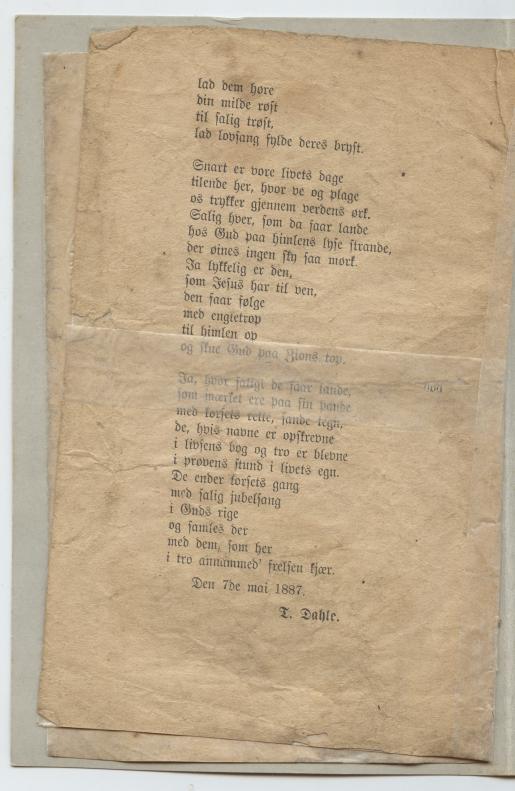 lad dem høre
din milde røst
til salig trøst,
lad lovsang fylde deres bryst.

Snart er vore livets dage
tilende her, hvor ve og plage
os trykker gjennem verdens ørk.
Salig hver, som da faar lande
hos Gud paa himlens lyse strande,
der øines ingen sky saa mørk.
Ja lykkelig er den,
som Jesus har til ven,
den faar følge
med engletrop
til himlen op
og skue Gud paa Zions top.

Ja, hvor saligt de faar lande,
som mærket ere paa sin pande
med korsets rette, sande tegn,
de, hvis navne er opskrevne
i livsens bog og tro er blevne
i prøvens stund i livets egn.
De ender korsets gang
med salig jubelsang
i Guds rige
og samles der
med dem, som her
i tro annammed' frelsen kjær.
Den 7de mai 1887.
T. Dahle.